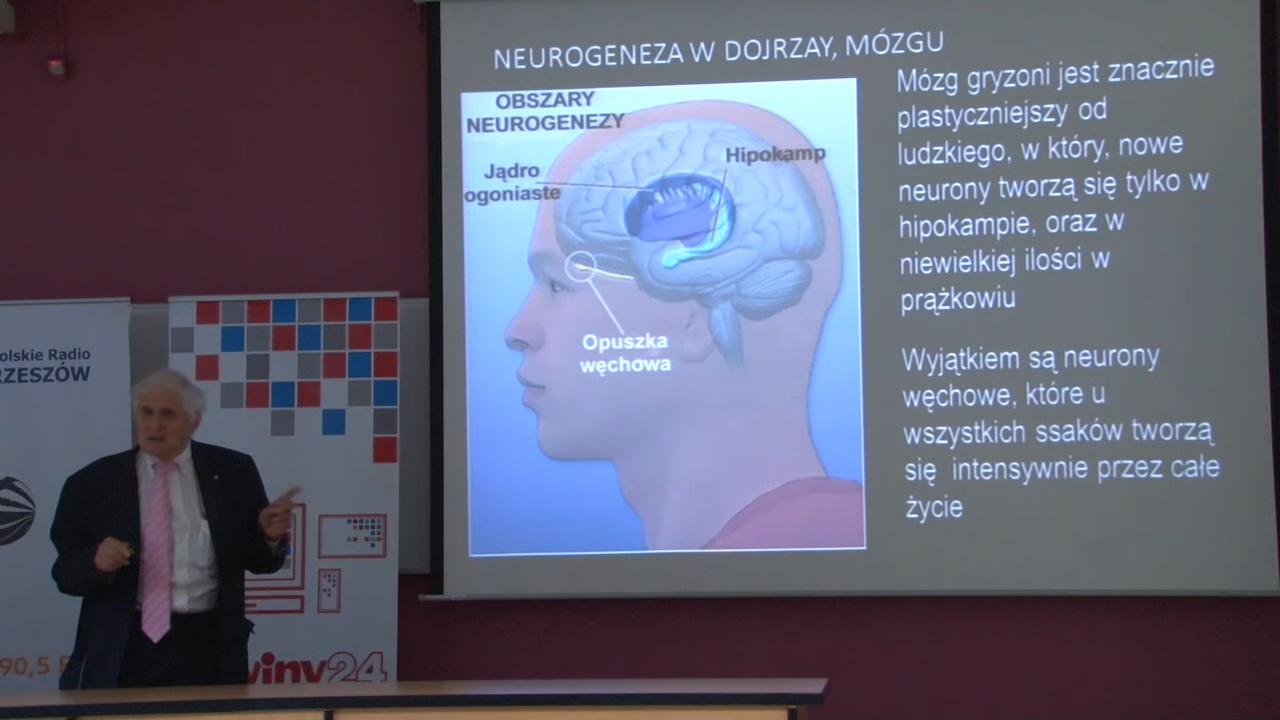 NEUROGENEZA W DOJRZAY, MÓZGU
OBSZARY
NEUROGENEZY
Jądro
ogoniaste
Hipokamp
Opuszka
węchowa
Mózg gryzoni jest znacznie
plastyczniejszy od
ludzkiego, w który, nowe
neurony tworzą się tylko w
hipokampie, oraz w
niewielkiej ilości w
prążkowiu
Wyjątkiem są neurony
węchowe, które u
wszystkich ssaków tworzą
się intensywnie przez całe
życie
olskie Radio
RZESZÓW
90,5 F
winy24